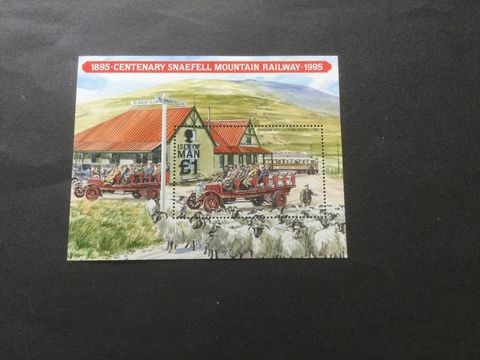 1895·CENTENARY SNAEFELL MOUNTAIN RAILWAY·1995
ISLE OF
MAN
£1